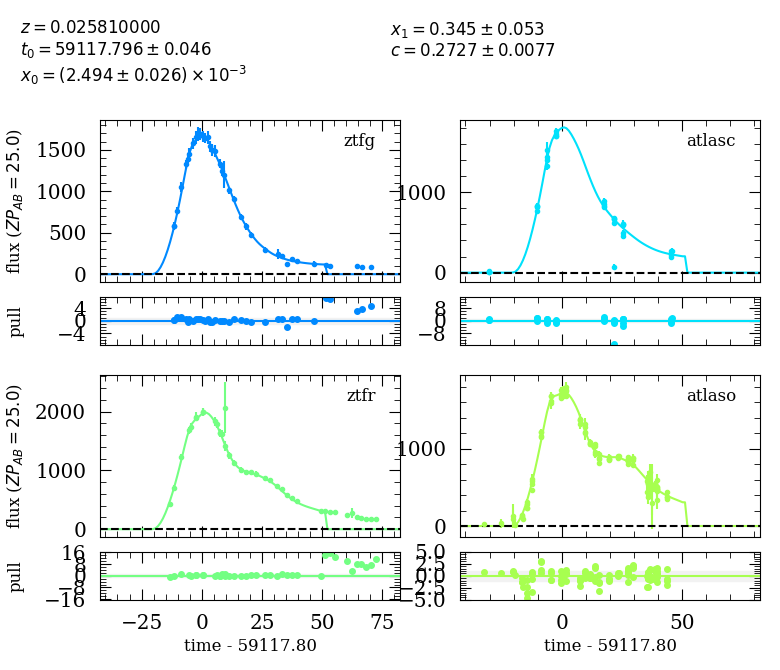 z = 0.025810000
t₀ = 59117.796 ± 0.046
x₀ = (2.494 ± 0.026) × 10⁻³
x₁ = 0.345 ± 0.053
c = 0.2727 ± 0.0077
flux (ZP_AB = 25.0)
1500
1000
500
0
ztfg
1000
0
atlasc
pull
4
0
−4
8
0
−8
flux (ZP_AB = 25.0)
2000
1000
0
ztfr
1000
0
atlaso
pull
16
8
0
−8
−16
5.0
2.5
0.0
−2.5
−5.0
−25
0
25
50
75
time - 59117.80
0
50
time - 59117.80